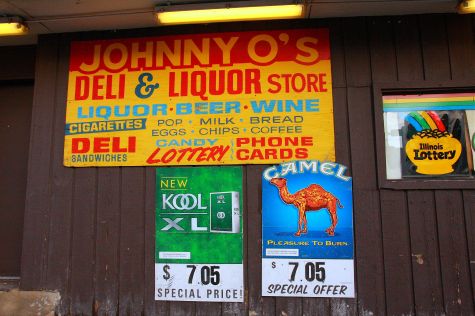 JOHNNY O'S
DELI & LIQUOR STORE
LIQUOR · BEER · WINE
CIGARETTES
POP · MILK · BREAD
EGGS · CHIPS · COFFEE
DELI
SANDWICHES
CANDY
LOTTERY
PHONE
CARDS
NEW
KOOL
XL
$ 7.05
SPECIAL PRICE!
CAMEL
PLEASURE TO BURN
$ 7.05
SPECIAL OFFER
Illinois
Lottery